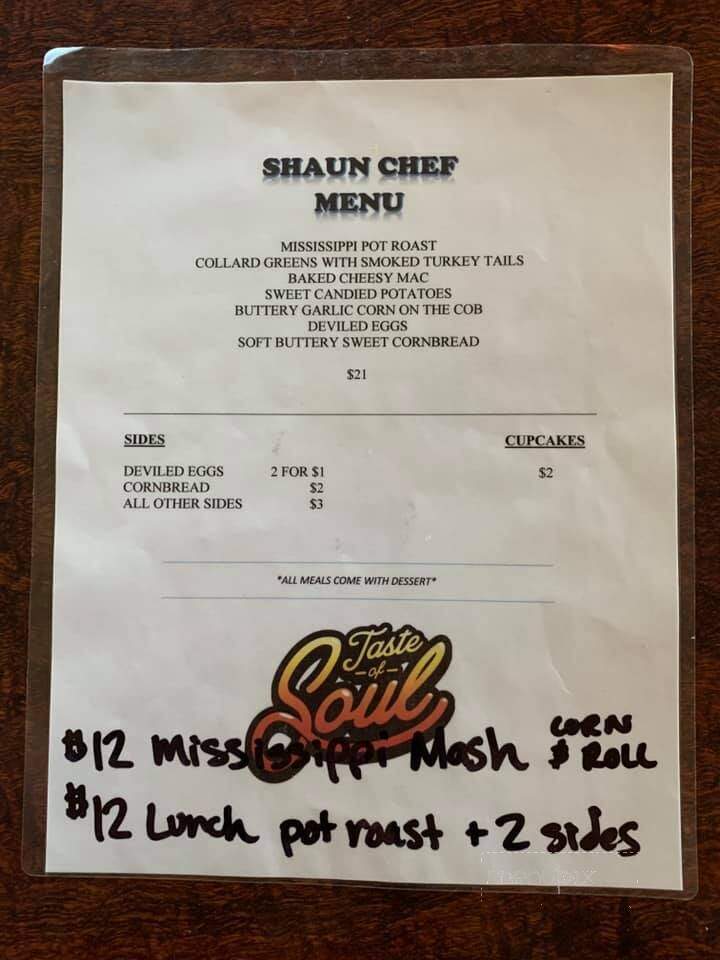 SHAUN CHEF
MENU
MISSISSIPPI POT ROAST
COLLARD GREENS WITH SMOKED TURKEY TAILS
BAKED CHEESY MAC
SWEET CANDIED POTATOES
BUTTERY GARLIC CORN ON THE COB
DEVILED EGGS
SOFT BUTTERY SWEET CORNBREAD
$21
SIDES CUPCAKES
DEVILED EGGS 2 FOR $1 $2
CORNBREAD $2
ALL OTHER SIDES $3
*ALL MEALS COME WITH DESSERT*
Taste
of
Soul
$12 Mississippi Mash CORN & ROLL
$12 Lunch pot roast + 2 sides